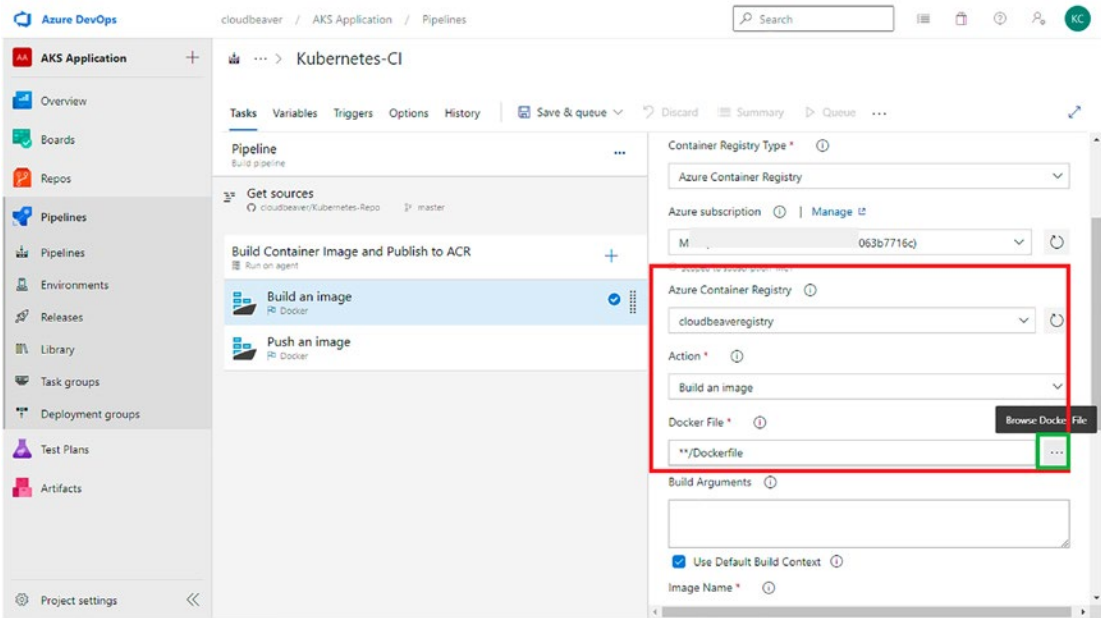 Azure DevOps
cloudbeaver / AKS Application / Pipelines
Search
KC
AA AKS Application
Overview
Boards
Repos
Pipelines
Pipelines
Environments
Releases
Library
Task groups
Deployment groups
Test Plans
Artifacts
Project settings
··· > Kubernetes-CI
Tasks Variables Triggers Options History
Save & queue Discard Summary Queue ···
Pipeline
Build pipeline
Get sources
cloudbeaver/Kubernetes-Repo master
Build Container Image and Publish to ACR
Run on agent
Build an image
Docker
Push an image
Docker
Container Registry Type *
Azure Container Registry
Azure subscription | Manage
M 063b7716c)
Azure Container Registry
cloudbeaveregistry
Action *
Build an image
Docker File *
Browse Docker File
**/Dockerfile
Build Arguments
Use Default Build Context
Image Name *